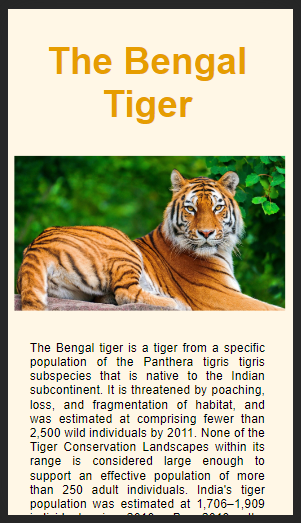 The Bengal
Tiger
The Bengal tiger is a tiger from a specific
population of the Panthera tigris tigris
subspecies that is native to the Indian
subcontinent. It is threatened by poaching,
loss, and fragmentation of habitat, and
was estimated at comprising fewer than
2,500 wild individuals by 2011. None of the
Tiger Conservation Landscapes within its
range is considered large enough to
support an effective population of more
than 250 adult individuals. India's tiger
population was estimated at 1,706–1,909